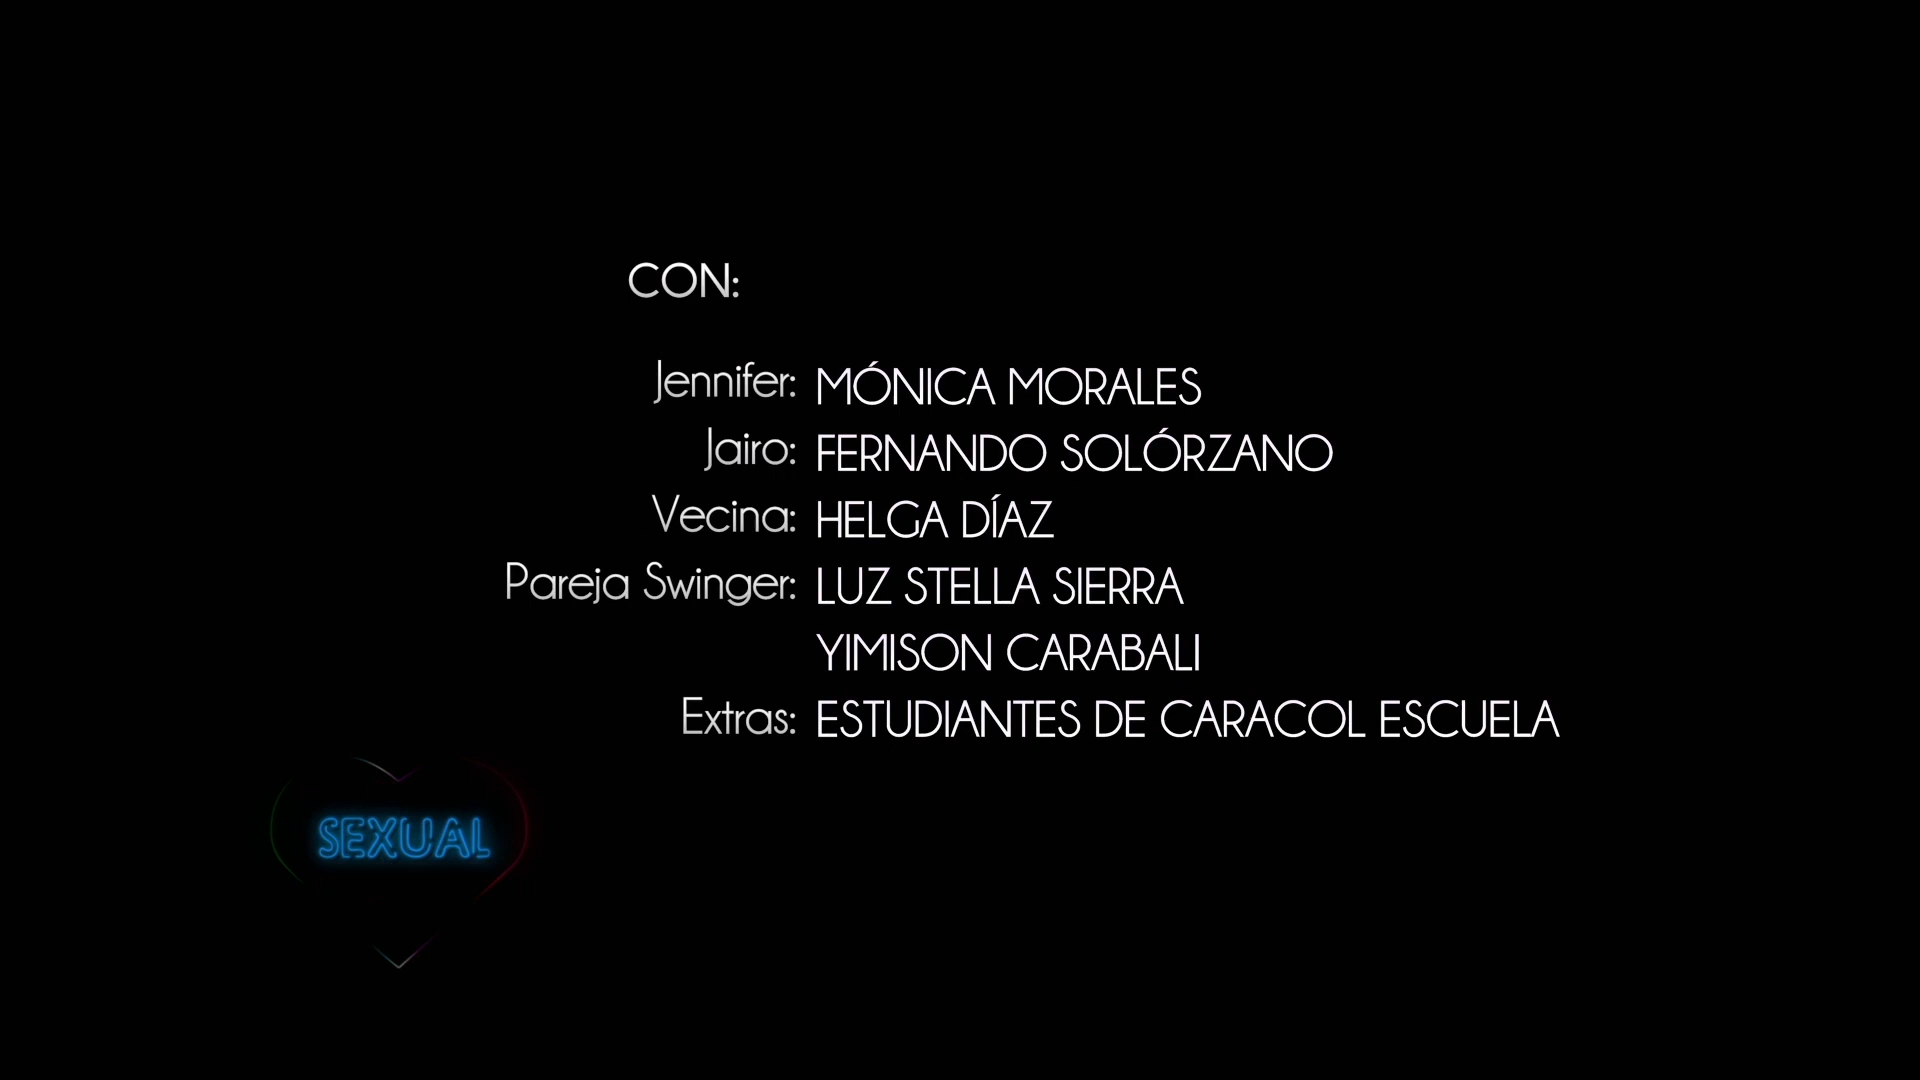 CON:
Jennifer: MÓNICA MORALES
Jairo: FERNANDO SOLÓRZANO
Vecina: HELGA DÍAZ
Pareja Swinger: LUZ STELLA SIERRA
YIMISON CARABALI
Extras: ESTUDIANTES DE CARACOL ESCUELA
SEXUAL